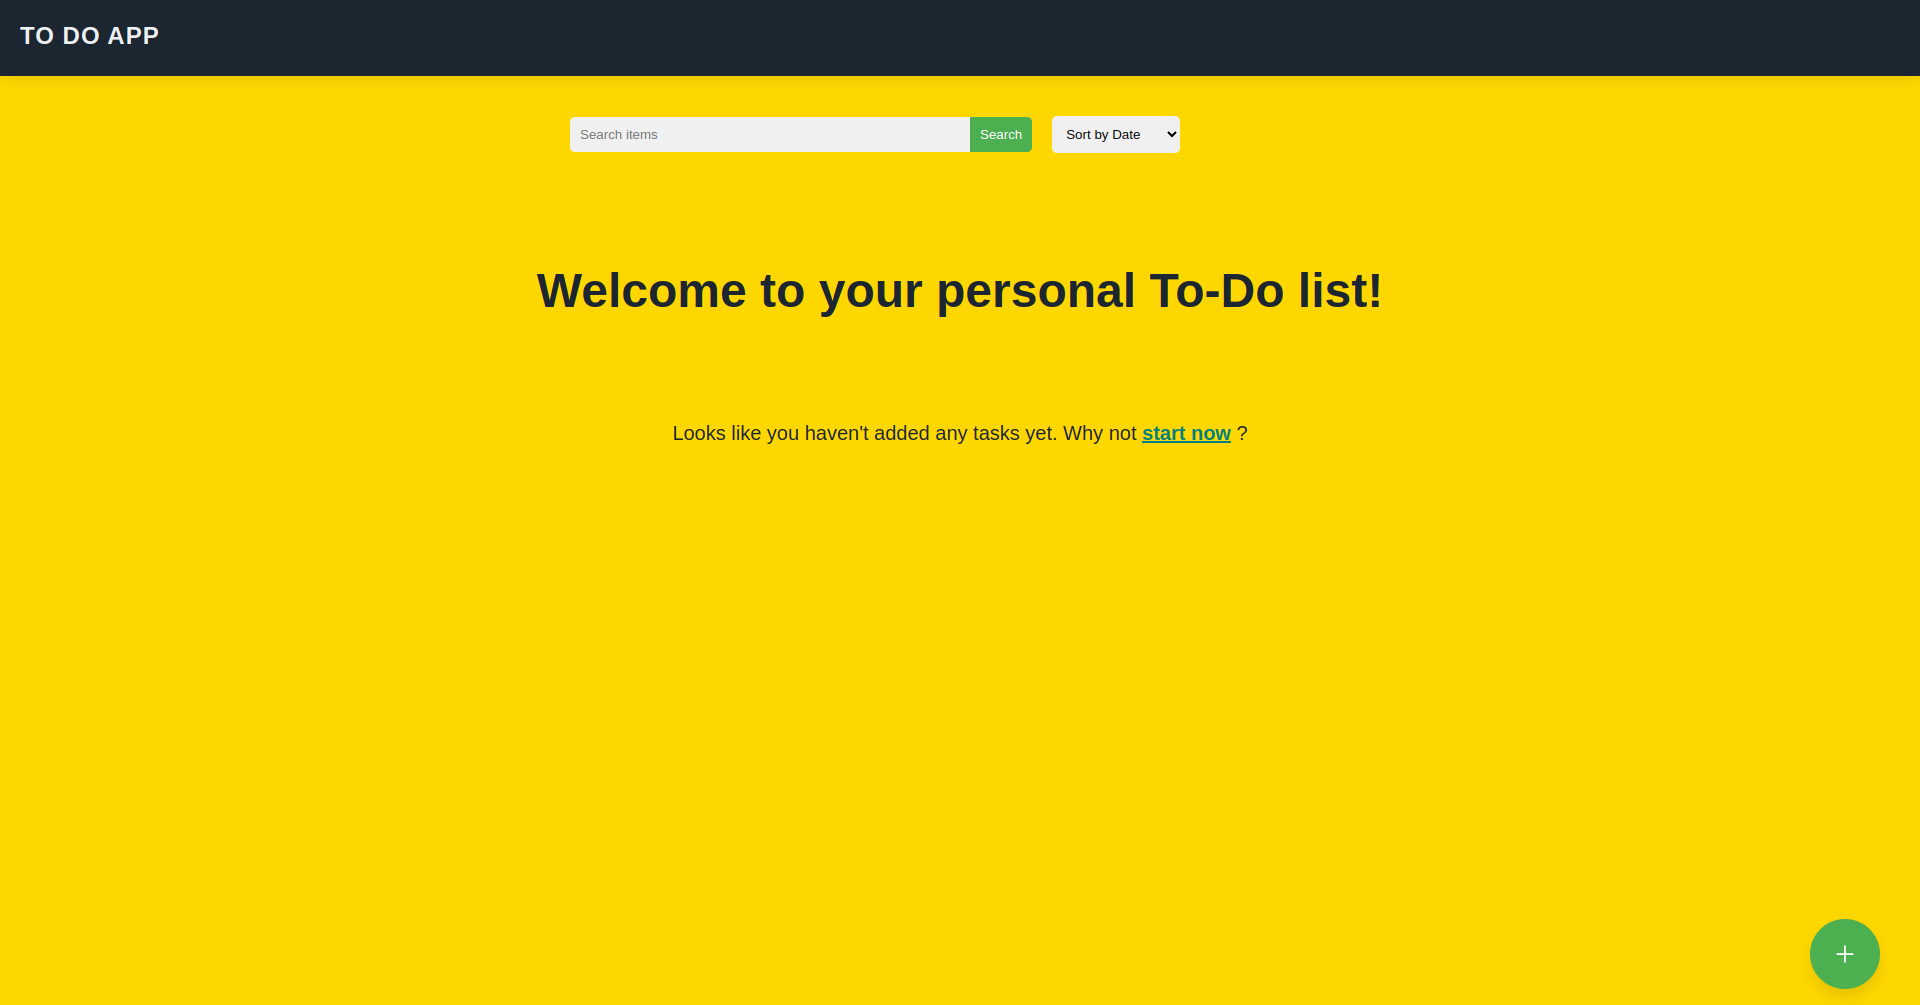 TO DO APP
Search items Search Sort by Date
Welcome to your personal To-Do list!
Looks like you haven't added any tasks yet. Why not start now ?
+